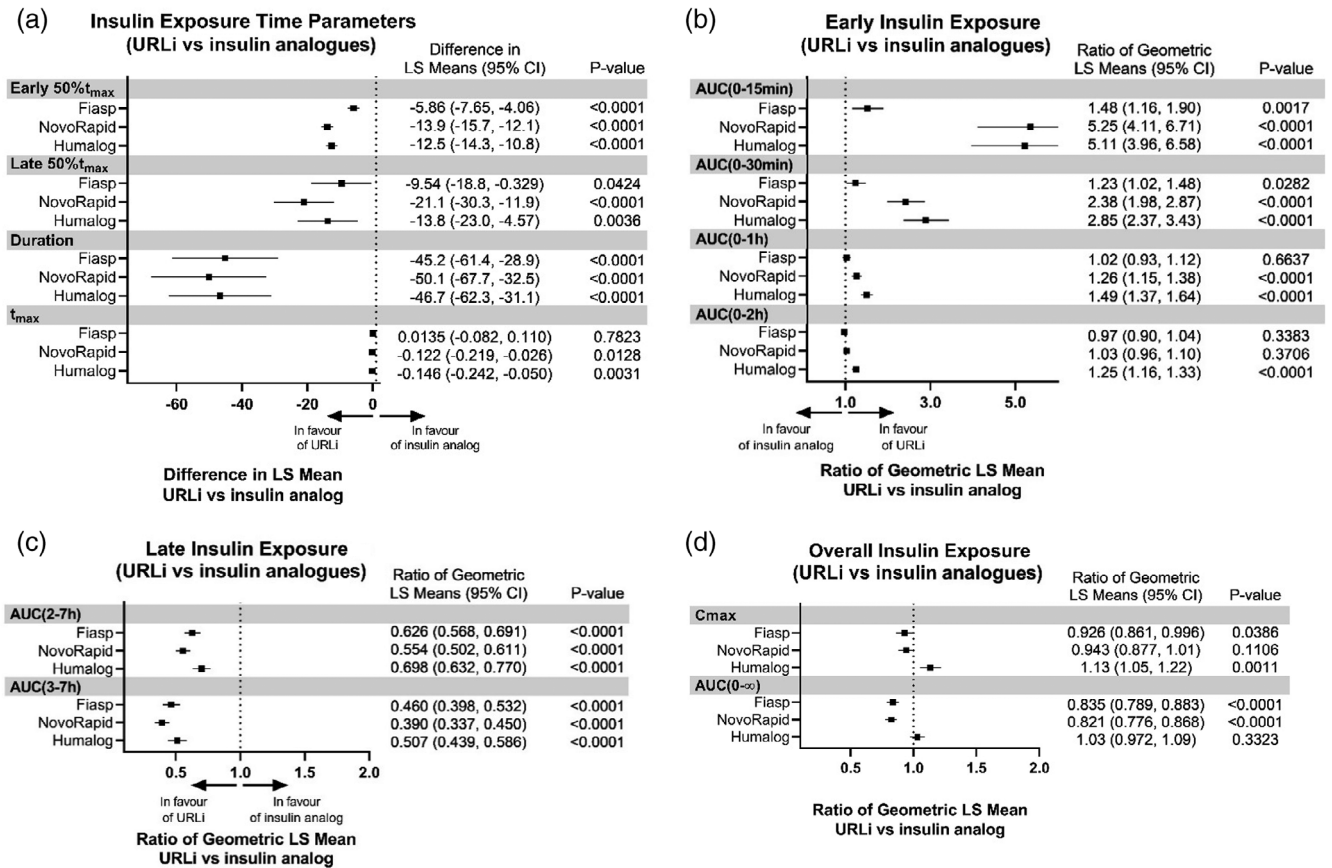 (a)
Insulin Exposure Time Parameters
(URLi vs insulin analogues)
Difference in
LS Means (95% CI) P-value
Early 50%tmax
Fiasp -5.86 (-7.65, -4.06) <0.0001
NovoRapid -13.9 (-15.7, -12.1) <0.0001
Humalog -12.5 (-14.3, -10.8) <0.0001
Late 50%tmax
Fiasp -9.54 (-18.8, -0.329) 0.0424
NovoRapid -21.1 (-30.3, -11.9) <0.0001
Humalog -13.8 (-23.0, -4.57) 0.0036
Duration
Fiasp -45.2 (-61.4, -28.9) <0.0001
NovoRapid -50.1 (-67.7, -32.5) <0.0001
Humalog -46.7 (-62.3, -31.1) <0.0001
tmax
Fiasp 0.0135 (-0.082, 0.110) 0.7823
NovoRapid -0.122 (-0.219, -0.026) 0.0128
Humalog -0.146 (-0.242, -0.050) 0.0031
-60 -40 -20 0
In favour In favour
of URLi of insulin analog
Difference in LS Mean
URLi vs insulin analog
(b)
Early Insulin Exposure
(URLi vs insulin analogues)
Ratio of Geometric
LS Means (95% CI) P-value
AUC(0-15min)
Fiasp 1.48 (1.16, 1.90) 0.0017
NovoRapid 5.25 (4.11, 6.71) <0.0001
Humalog 5.11 (3.96, 6.58) <0.0001
AUC(0-30min)
Fiasp 1.23 (1.02, 1.48) 0.0282
NovoRapid 2.38 (1.98, 2.87) <0.0001
Humalog 2.85 (2.37, 3.43) <0.0001
AUC(0-1h)
Fiasp 1.02 (0.93, 1.12) 0.6637
NovoRapid 1.26 (1.15, 1.38) <0.0001
Humalog 1.49 (1.37, 1.64) <0.0001
AUC(0-2h)
Fiasp 0.97 (0.90, 1.04) 0.3383
NovoRapid 1.03 (0.96, 1.10) 0.3706
Humalog 1.25 (1.16, 1.33) <0.0001
1.0 3.0 5.0
In favour In favour
of insulin analog of URLi
Ratio of Geometric LS Mean
URLi vs insulin analog
(c)
Late Insulin Exposure
(URLi vs insulin analogues)
Ratio of Geometric
LS Means (95% CI) P-value
AUC(2-7h)
Fiasp 0.626 (0.568, 0.691) <0.0001
NovoRapid 0.554 (0.502, 0.611) <0.0001
Humalog 0.698 (0.632, 0.770) <0.0001
AUC(3-7h)
Fiasp 0.460 (0.398, 0.532) <0.0001
NovoRapid 0.390 (0.337, 0.450) <0.0001
Humalog 0.507 (0.439, 0.586) <0.0001
0.5 1.0 1.5 2.0
In favour In favour
of URLi of insulin analog
Ratio of Geometric LS Mean
URLi vs insulin analog
(d)
Overall Insulin Exposure
(URLi vs insulin analogues)
Ratio of Geometric
LS Means (95% CI) P-value
Cmax
Fiasp 0.926 (0.861, 0.996) 0.0386
NovoRapid 0.943 (0.877, 1.01) 0.1106
Humalog 1.13 (1.05, 1.22) 0.0011
AUC(0-∞)
Fiasp 0.835 (0.789, 0.883) <0.0001
NovoRapid 0.821 (0.776, 0.868) <0.0001
Humalog 1.03 (0.972, 1.09) 0.3323
0.5 1.0 1.5 2.0
Ratio of Geometric LS Mean
URLi vs insulin analog